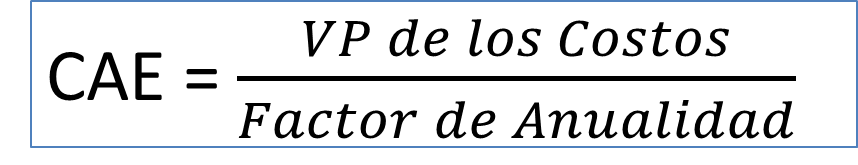 VP de los Costos
CAE =
Factor de Anualidad